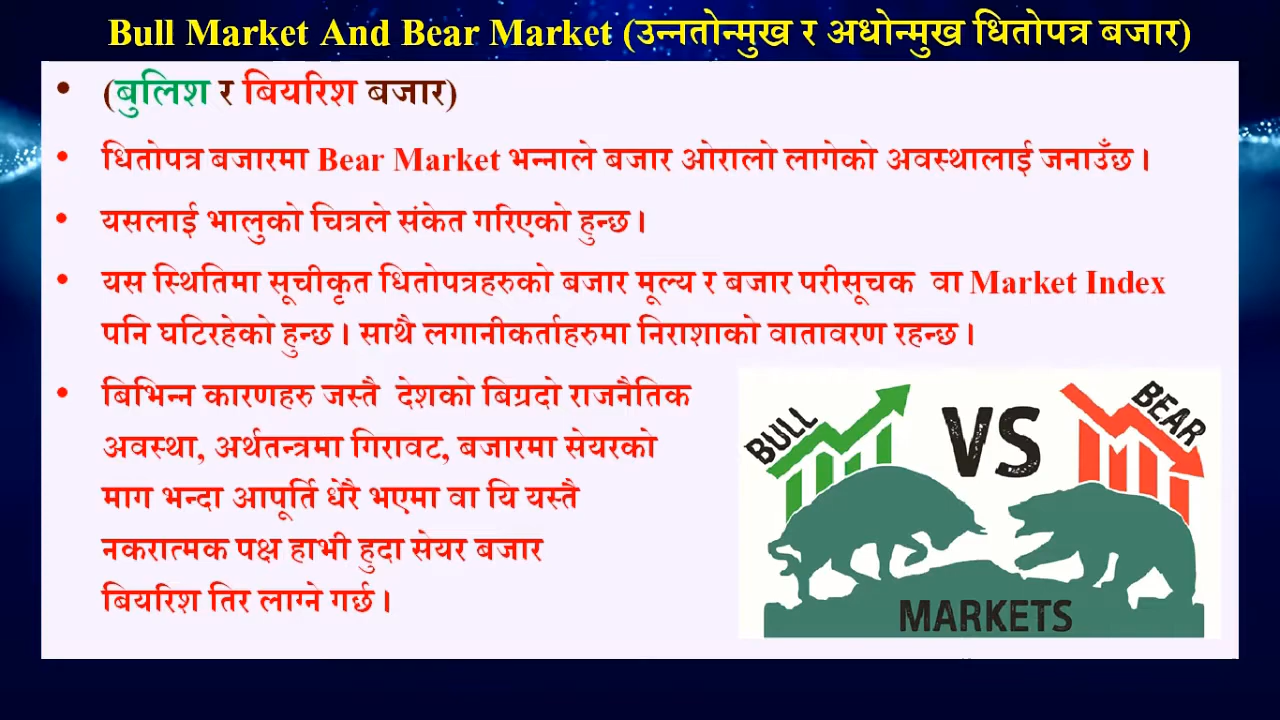 Bull Market And Bear Market (उन्नतोन्मुख र अधोन्मुख धितोपत्र बजार)
• (बुलिश र बियरिश बजार)
• धितोपत्र बजारमा Bear Market भन्नाले बजार ओरालो लागेको अवस्थालाई जनाउँछ।
• यसलाई भालुको चित्रले संकेत गरिएको हुन्छ।
• यस स्थितिमा सूचीकृत धितोपत्रहरुको बजार मूल्य र बजार परीसूचक वा Market Index
पनि घटिरहेको हुन्छ। साथै लगानीकर्ताहरुमा निराशाको वातावरण रहन्छ।
• बिभिन्न कारणहरु जस्तै देशको बिग्रदो राजनैतिक
अवस्था, अर्थतन्त्रमा गिरावट, बजारमा सेयरको
माग भन्दा आपूर्ति धेरै भएमा वा यि यस्तै
नकरात्मक पक्ष हाभी हुदा सेयर बजार
बियरिश तिर लाग्ने गर्छ।
BULL
VS
BEAR
MARKETS